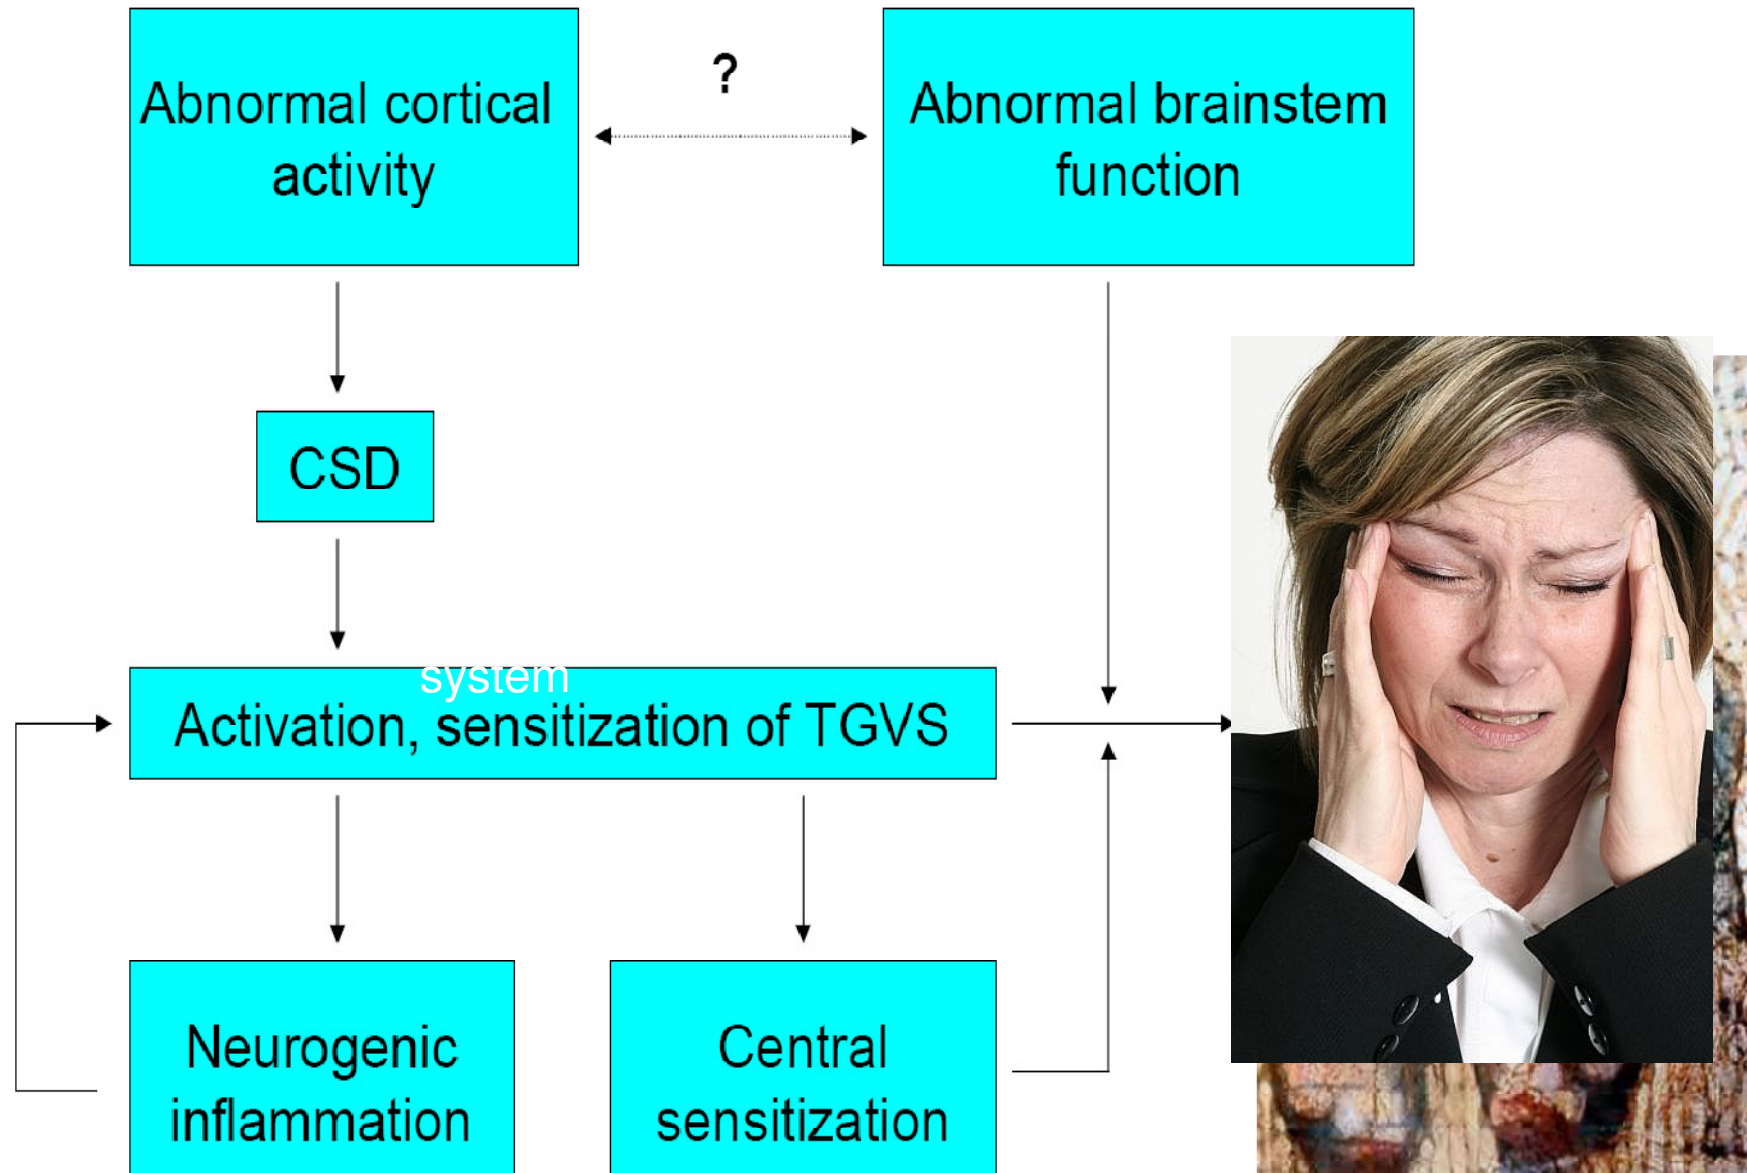 Abnormal cortical
activity
?
Abnormal brainstem
function
CSD
system
Activation, sensitization of TGVS
Neurogenic
inflammation
Central
sensitization